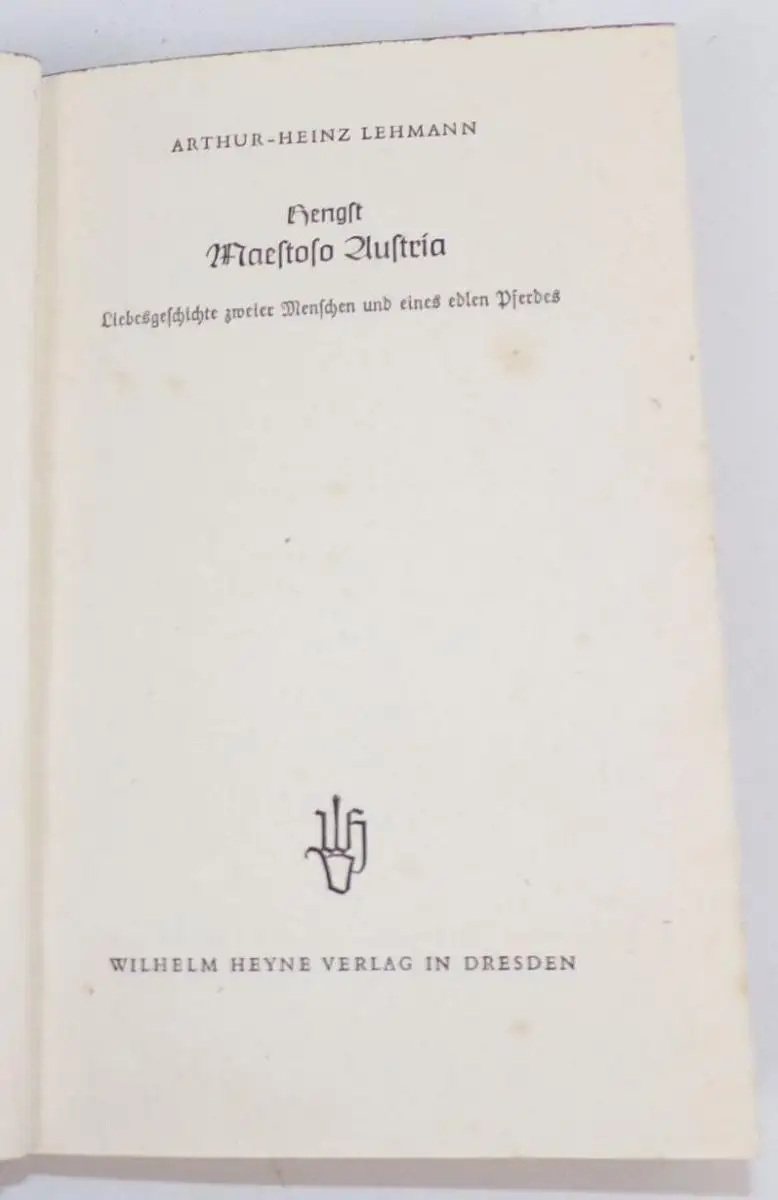 ARTHUR-HEINZ LEHMANN
Hengſt
Maeſtoſo Auſtria
Liebesgeſchichte zweier Menſchen und eines edlen Pferdes
WILHELM HEYNE VERLAG IN DRESDEN